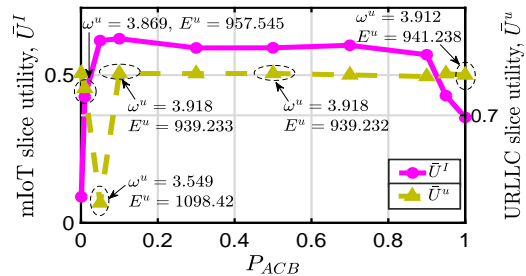 ω^u = 3.869, E^u = 957.545
ω^u = 3.912
E^u = 941.238
ω^u = 3.918
E^u = 939.233
ω^u = 3.918
E^u = 939.232
ω^u = 3.549
E^u = 1098.42
mIoT slice utility, Ū^I
URLLC slice utility, Ū^u
0.5
0
0.7
Ū^I
Ū^u
0 0.2 0.4 0.6 0.8 1
P_{ACB}